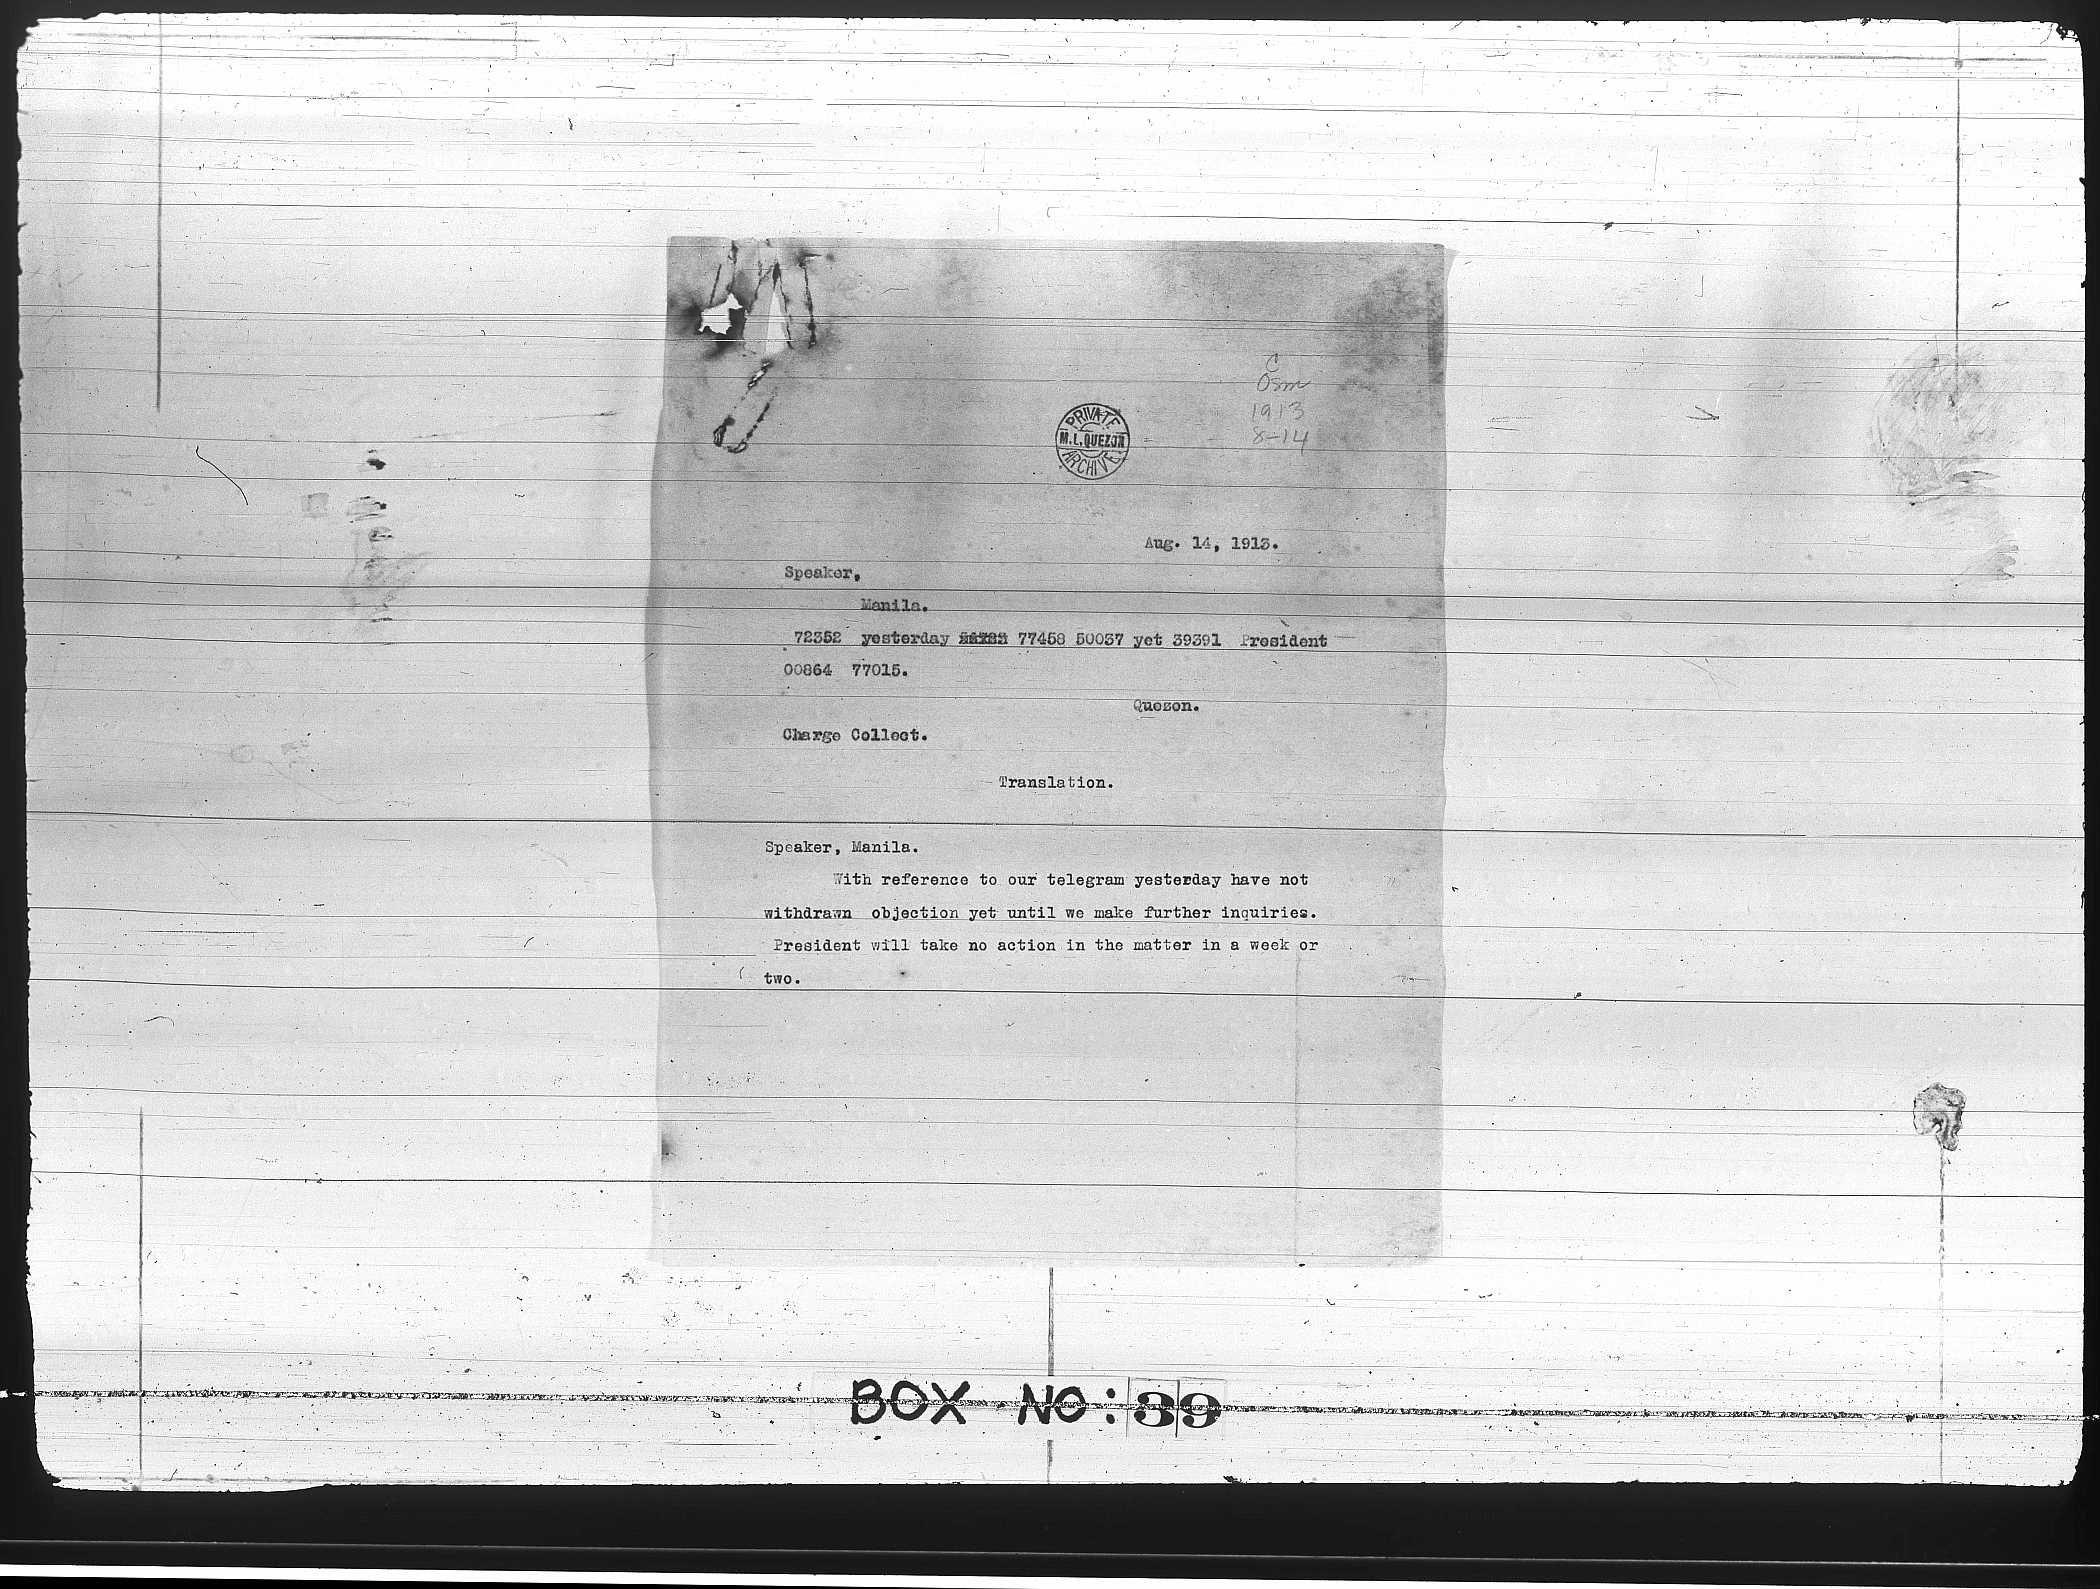 C
Osm
1913
8-14
PRIVATE
M.L. QUEZON
ARCHIVE
Aug. 14, 1913.
Speaker,
Manila.
72352 yesterday 77458 50037 yet 39391 President
00864 77015.
Quezon.
Charge Collect.
Translation.
Speaker, Manila.
With reference to our telegram yesterday have not
withdrawn objection yet until we make further inquiries.
President will take no action in the matter in a week or
two.
BOX NO: 39